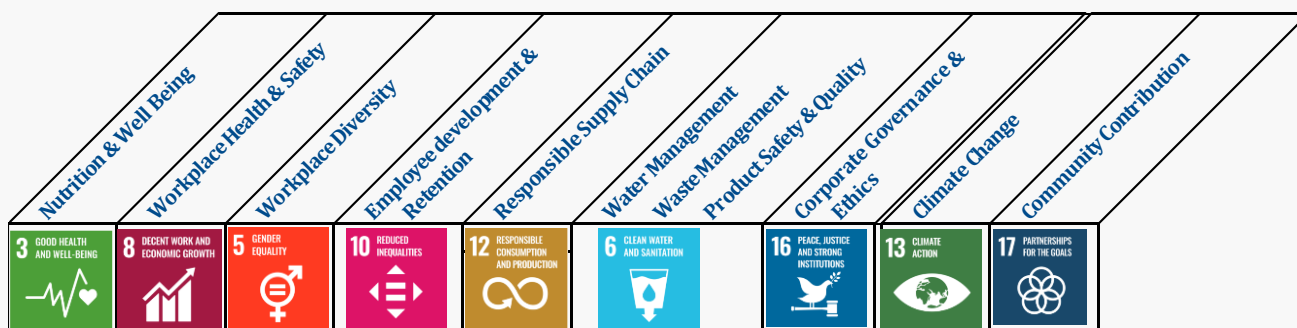 Nutrition & Well Being
Workplace Health & Safety
Workplace Diversity
Employee development &
Retention
Responsible Supply Chain
Water Management
Waste Management
Product Safety & Quality
Corporate Governance &
Ethics
Climate Change
Community Contribution
3 GOOD HEALTH
AND WELL-BEING
8 DECENT WORK AND
ECONOMIC GROWTH
5 GENDER
EQUALITY
10 REDUCED
INEQUALITIES
12 RESPONSIBLE
CONSUMPTION
AND PRODUCTION
6 CLEAN WATER
AND SANITATION
16 PEACE, JUSTICE
AND STRONG
INSTITUTIONS
13 CLIMATE
ACTION
17 PARTNERSHIPS
FOR THE GOALS